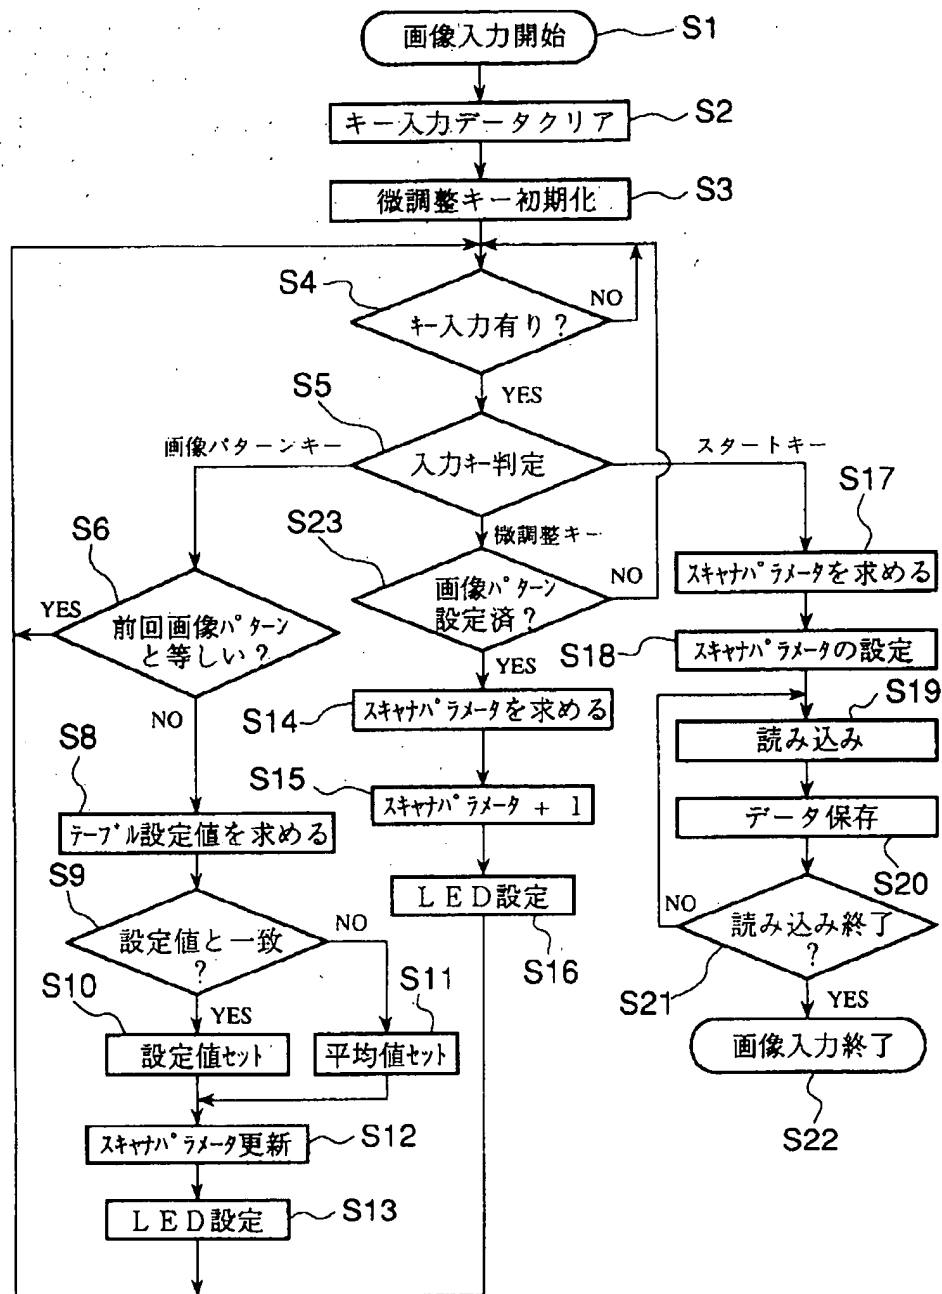 画像入力開始
S1
キー入力データクリア
S2
微調整キー初期化
S3
S4
キー入力有り?
NO
YES
S5
入力キー判定
画像パターンキー
スタートキー
微調整キー
S6
前回画像パターン
と等しい?
YES
NO
S23
画像パターン
設定済?
NO
YES
S17
スキャナパラメータを求める
S18
スキャナパラメータの設定
S19
読み込み
データ保存
S20
読み込み終了
?
NO
S21
YES
画像入力終了
S22
S14
スキャナパラメータを求める
S15
スキャナパラメータ + 1
LED設定
S16
S8
テーブル設定値を求める
S9
設定値と一致
?
NO
YES
S10
設定値セット
S11
平均値セット
スキャナパラメータ更新
S12
LED設定
S13